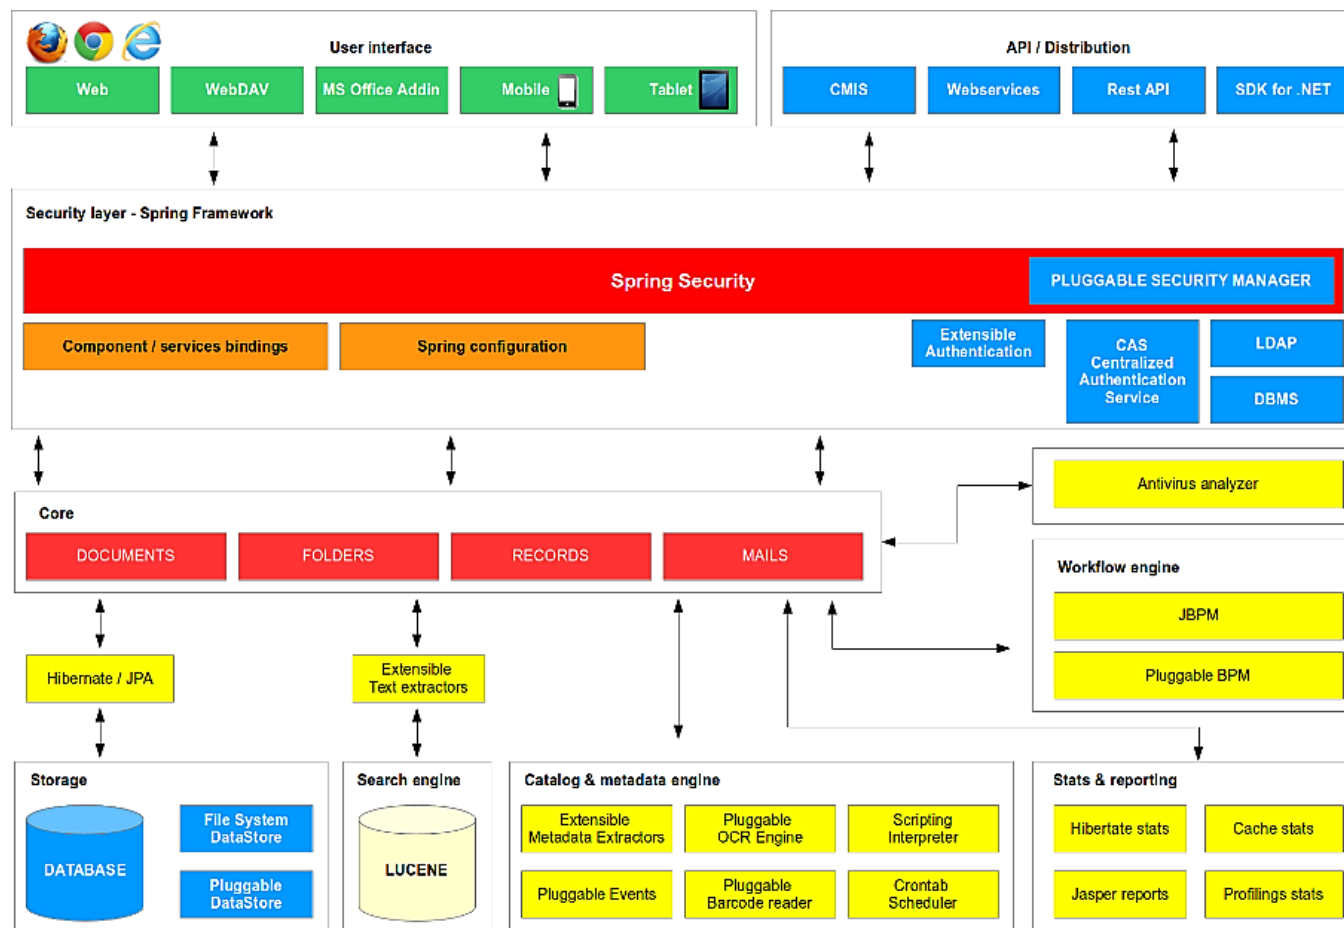 User interface
API / Distribution
Web
WebDAV
MS Office Addin
Mobile
Tablet
CMIS
Webservices
Rest API
SDK for .NET
Security layer - Spring Framework
Spring Security
PLUGGABLE SECURITY MANAGER
Component / services bindings
Spring configuration
Extensible
Authentication
CAS
Centralized
Authentication
Service
LDAP
DBMS
Core
DOCUMENTS
FOLDERS
RECORDS
MAILS
Antivirus analyzer
Workflow engine
JBPM
Pluggable BPM
Hibernate / JPA
Extensible
Text extractors
Storage
DATABASE
File System
DataStore
Pluggable
DataStore
Search engine
LUCENE
Catalog & metadata engine
Extensible
Metadata Extractors
Pluggable
OCR Engine
Scripting
Interpreter
Pluggable Events
Pluggable
Barcode reader
Crontab
Scheduler
Stats & reporting
Hibertate stats
Cache stats
Jasper reports
Profilings stats